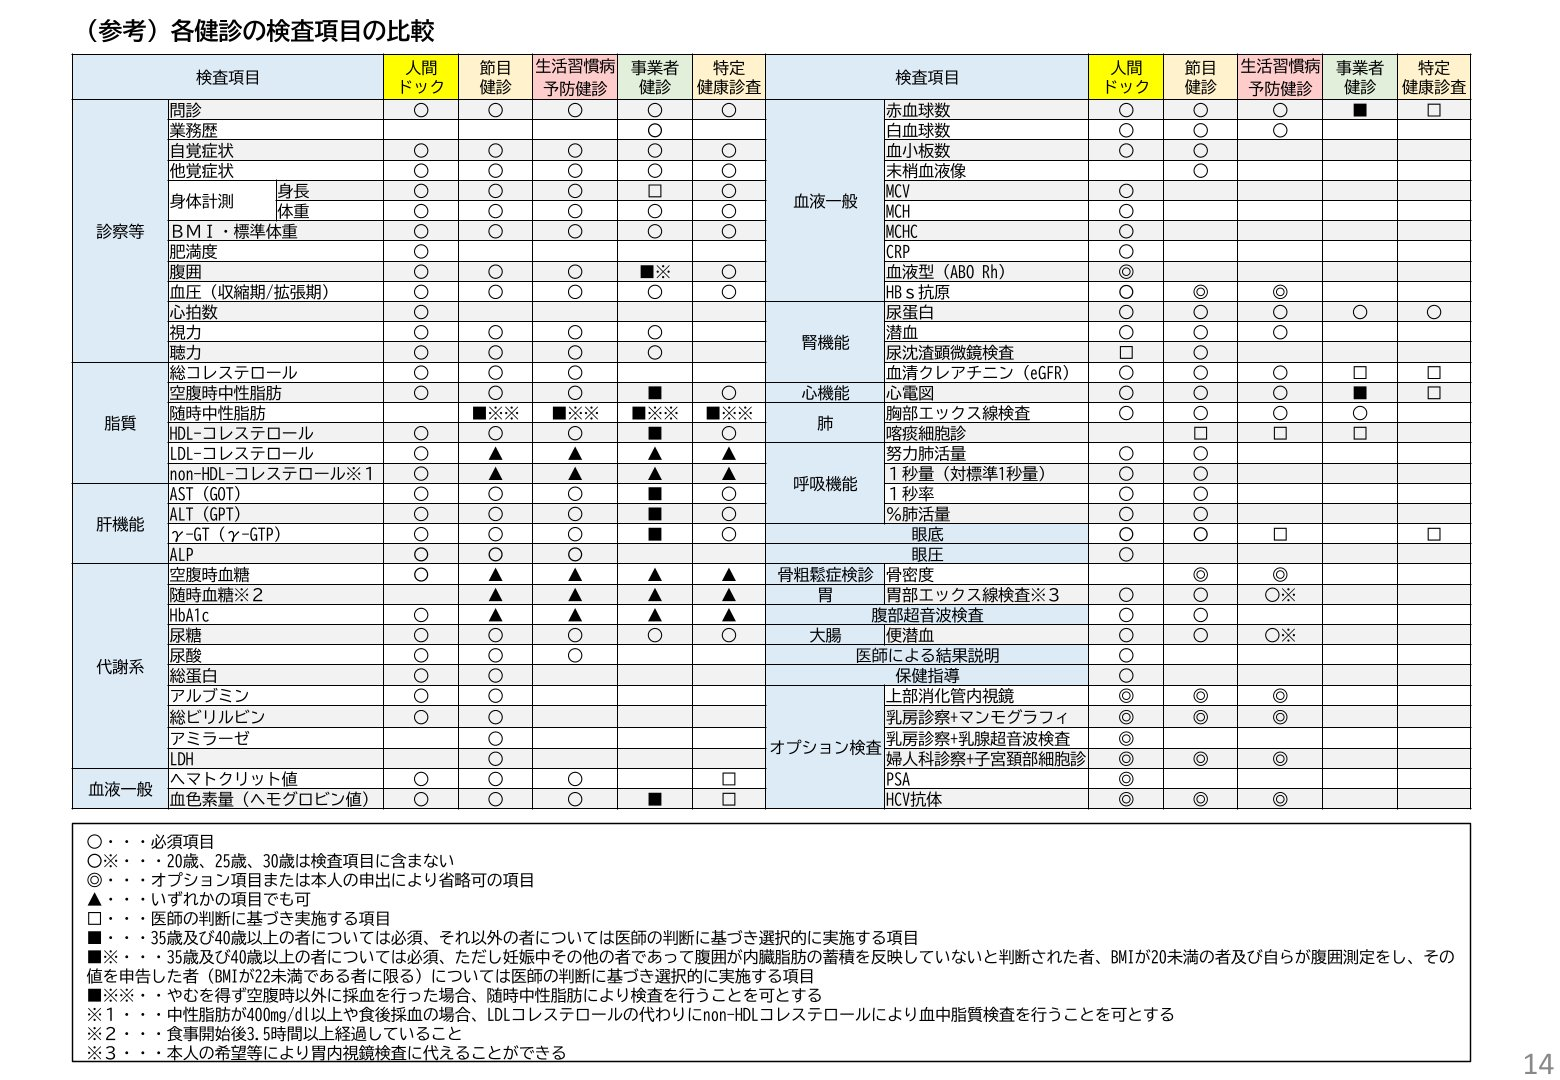 （参考）各健診の検査項目の比較
検査項目 人間ドック 節目健診 生活習慣病予防健診 事業者健診 特定健康診査
診察等
問診 ○ ○ ○ ○ ○
業務歴 ○
自覚症状 ○ ○ ○ ○ ○
他覚症状 ○ ○ ○ ○ ○
身体計測 身長 ○ ○ ○ □ ○
体重 ○ ○ ○ ○ ○
ＢＭＩ・標準体重 ○ ○ ○ ○ ○
肥満度 ○
腹囲 ○ ○ ○ ■※ ○
血圧（収縮期/拡張期） ○ ○ ○ ○ ○
心拍数 ○
視力 ○ ○ ○ ○
聴力 ○ ○ ○ ○
脂質
総コレステロール ○ ○ ○
空腹時中性脂肪 ○ ○ ○ ■ ○
随時中性脂肪 ■※※ ■※※ ■※※ ■※※
HDL-コレステロール ○ ○ ○ ■ ○
LDL-コレステロール ○ ▲ ▲ ▲ ▲
non-HDL-コレステロール※１ ○ ▲ ▲ ▲ ▲
肝機能
AST（GOT） ○ ○ ○ ■ ○
ALT（GPT） ○ ○ ○ ■ ○
γ-GT（γ-GTP） ○ ○ ○ ■ ○
ALP ○ ○ ○
代謝系
空腹時血糖 ○ ▲ ▲ ▲ ▲
随時血糖※２ ▲ ▲ ▲ ▲
HbA1c ○ ▲ ▲ ▲ ▲
尿糖 ○ ○ ○ ○ ○
尿酸 ○ ○ ○
総蛋白 ○ ○
アルブミン ○ ○
総ビリルビン ○ ○
アミラーゼ ○
LDH ○
血液一般
ヘマトクリット値 ○ ○ ○ □
血色素量（ヘモグロビン値） ○ ○ ○ ■ □
検査項目 人間ドック 節目健診 生活習慣病予防健診 事業者健診 特定健康診査
血液一般
赤血球数 ○ ○ ○ ■ □
白血球数 ○ ○ ○
血小板数 ○ ○
末梢血液像 ○
MCV ○
MCH ○
MCHC ○
CRP ○
血液型（ABO Rh） ◎
HBｓ抗原 ○ ◎ ◎
腎機能
尿蛋白 ○ ○ ○ ○ ○
潜血 ○ ○ ○
尿沈渣顕微鏡検査 □ ○
血清クレアチニン（eGFR） ○ ○ ○ □ □
心機能 心電図 ○ ○ ○ ■ □
肺
胸部エックス線検査 ○ ○ ○ ○
喀痰細胞診 □ □ □
呼吸機能
努力肺活量 ○ ○
１秒量（対標準1秒量） ○ ○
１秒率 ○ ○
％肺活量 ○ ○
眼底 ○ ○ □ □
眼圧 ○
骨粗鬆症検診 骨密度 ◎ ◎
胃 胃部エックス線検査※３ ○ ○ ○※
腹部超音波検査 ○ ○
大腸 便潜血 ○ ○ ○※
医師による結果説明 ○
保健指導 ○
オプション検査
上部消化管内視鏡 ◎ ◎ ◎
乳房診察+マンモグラフィ ◎ ◎ ◎
乳房診察+乳腺超音波検査 ◎
婦人科診察+子宮頚部細胞診 ◎ ◎ ◎
PSA ◎
HCV抗体 ◎ ◎ ◎
○・・・必須項目
○※・・・20歳、25歳、30歳は検査項目に含まない
◎・・・オプション項目または本人の申出により省略可の項目
▲・・・いずれかの項目でも可
□・・・医師の判断に基づき実施する項目
■・・・35歳及び40歳以上の者については必須、それ以外の者については医師の判断に基づき選択的に実施する項目
■※・・・35歳及び40歳以上の者については必須、ただし妊娠中その他の者であって腹囲が内臓脂肪の蓄積を反映していないと判断された者、BMIが20未満の者及び自らが腹囲測定をし、その
値を申告した者（BMIが22未満である者に限る）については医師の判断に基づき選択的に実施する項目
■※※・・やむを得ず空腹時以外に採血を行った場合、随時中性脂肪により検査を行うことを可とする
※１・・・中性脂肪が400mg/dl以上や食後採血の場合、LDLコレステロールの代わりにnon-HDLコレステロールにより血中脂質検査を行うことを可とする
※２・・・食事開始後3.5時間以上経過していること
※３・・・本人の希望等により胃内視鏡検査に代えることができる
14